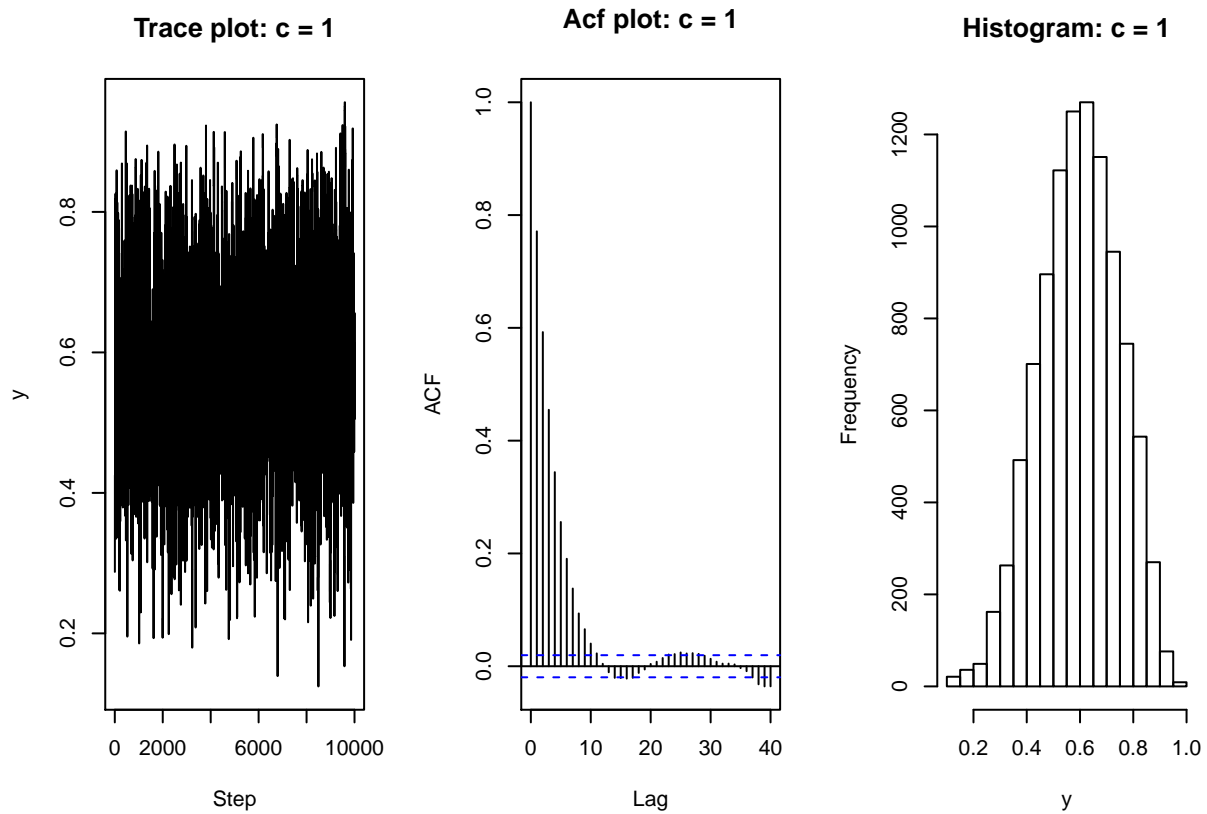 Trace plot: c = 1
y
0.2 0.4 0.6 0.8
0 2000 6000 10000
Step
Acf plot: c = 1
ACF
0.0 0.2 0.4 0.6 0.8 1.0
0 10 20 30 40
Lag
Histogram: c = 1
Frequency
0 200 400 600 800 1000 1200
0.2 0.4 0.6 0.8 1.0
y